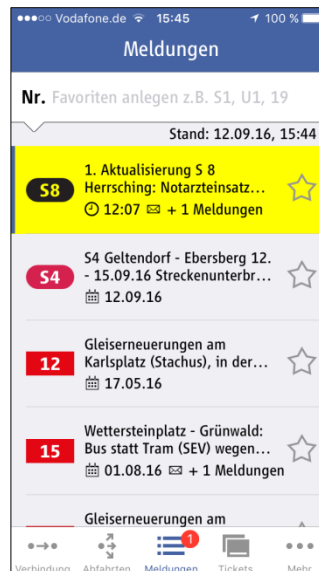 Vodafone.de 15:45 100 %
Meldungen
Nr. Favoriten anlegen z.B. S1, U1, 19
Stand: 12.09.16, 15:44
1. Aktualisierung S 8
S8 Herrsching: Notarzteinsatz...
12:07 + 1 Meldungen
S4 Geltendorf - Ebersberg 12.
S4 - 15.09.16 Streckenunterbr...
12.09.16
Gleiserneuerungen am
12 Karlsplatz (Stachus), in der...
17.05.16
Wettersteinplatz - Grünwald:
15 Bus statt Tram (SEV) wegen...
01.08.16 + 1 Meldungen
Gleiserneuerungen am
1
Verbindung Abfahrten Meldungen Tickets Mehr